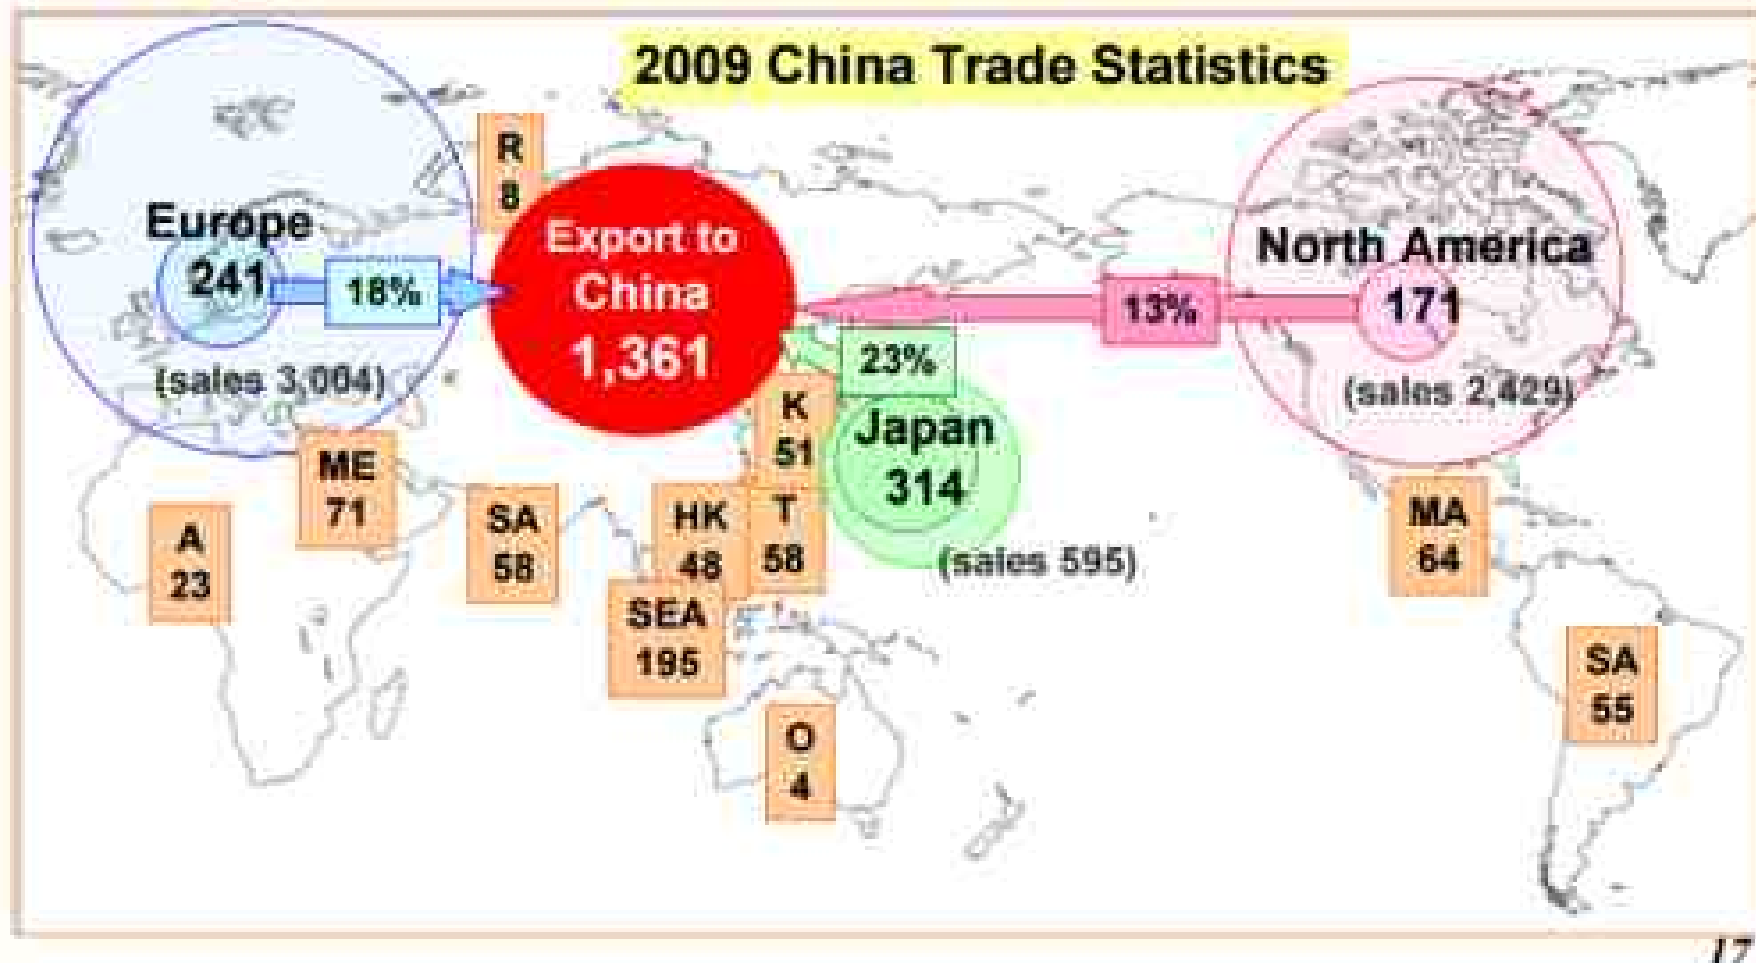 2009 China Trade Statistics
R
8
Europe
241
18%
(sales 3,004)
Export to
China
1,361
13%
North America
171
(sales 2,429)
23%
Japan
314
(sales 595)
K
51
ME
71
A
23
SA
58
HK
48
T
58
SEA
195
O
4
MA
64
SA
55
17